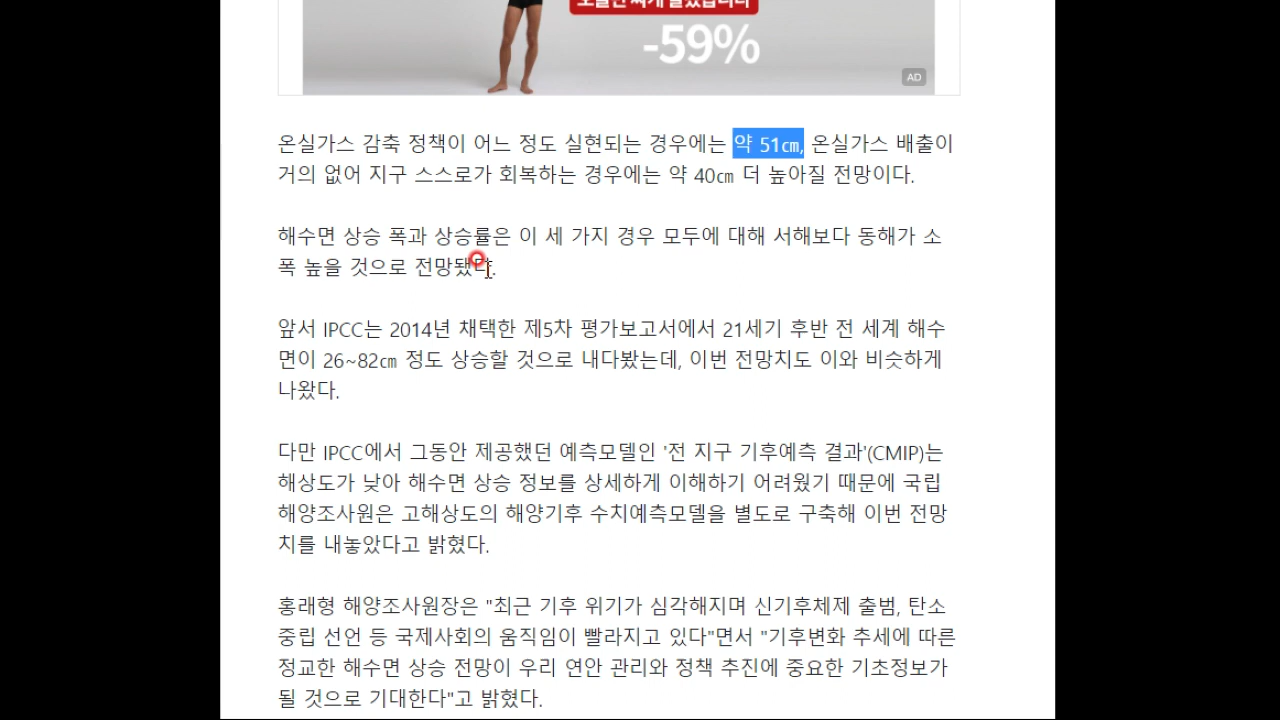 -59%
AD
온실가스 감축 정책이 어느 정도 실현되는 경우에는 약 51㎝, 온실가스 배출이
거의 없어 지구 스스로가 회복하는 경우에는 약 40㎝ 더 높아질 전망이다.
해수면 상승 폭과 상승률은 이 세 가지 경우 모두에 대해 서해보다 동해가 소
폭 높을 것으로 전망됐다.
앞서 IPCC는 2014년 채택한 제5차 평가보고서에서 21세기 후반 전 세계 해수
면이 26~82㎝ 정도 상승할 것으로 내다봤는데, 이번 전망치도 이와 비슷하게
나왔다.
다만 IPCC에서 그동안 제공했던 예측모델인 '전 지구 기후예측 결과'(CMIP)는
해상도가 낮아 해수면 상승 정보를 상세하게 이해하기 어려웠기 때문에 국립
해양조사원은 고해상도의 해양기후 수치예측모델을 별도로 구축해 이번 전망
치를 내놓았다고 밝혔다.
홍래형 해양조사원장은 "최근 기후 위기가 심각해지며 신기후체제 출범, 탄소
중립 선언 등 국제사회의 움직임이 빨라지고 있다"면서 "기후변화 추세에 따른
정교한 해수면 상승 전망이 우리 연안 관리와 정책 추진에 중요한 기초정보가
될 것으로 기대한다"고 밝혔다.